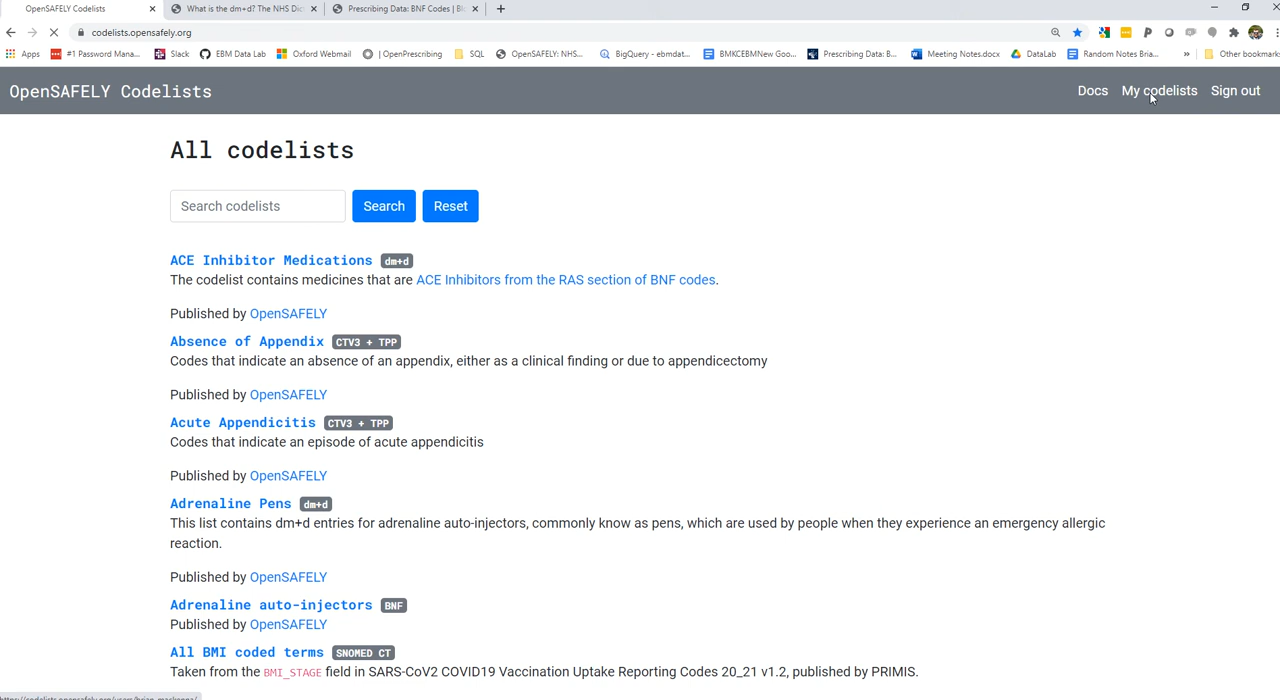 OpenSAFELY Codelists
What is the dm+d? The NHS Dic
Prescribing Data: BNF Codes | Bl
codelists.opensafely.org
Apps
#1 Password Mana...
Slack
EBM Data Lab
Oxford Webmail
| OpenPrescribing
SQL
OpenSAFELY: NHS...
BigQuery - ebmdat...
BMKCEBMNew Goo...
Prescribing Data: B...
Meeting Notes.docx
DataLab
Random Notes Bria...
»
Other bookmark
OpenSAFELY Codelists
Docs My codelists Sign out
All codelists
Search codelists Search Reset
ACE Inhibitor Medications dm+d
The codelist contains medicines that are ACE Inhibitors from the RAS section of BNF codes.
Published by OpenSAFELY
Absence of Appendix CTV3 + TPP
Codes that indicate an absence of an appendix, either as a clinical finding or due to appendicectomy
Published by OpenSAFELY
Acute Appendicitis CTV3 + TPP
Codes that indicate an episode of acute appendicitis
Published by OpenSAFELY
Adrenaline Pens dm+d
This list contains dm+d entries for adrenaline auto-injectors, commonly know as pens, which are used by people when they experience an emergency allergic
reaction.
Published by OpenSAFELY
Adrenaline auto-injectors BNF
Published by OpenSAFELY
All BMI coded terms SNOMED CT
Taken from the BMI_STAGE field in SARS-CoV2 COVID19 Vaccination Uptake Reporting Codes 20_21 v1.2, published by PRIMIS.